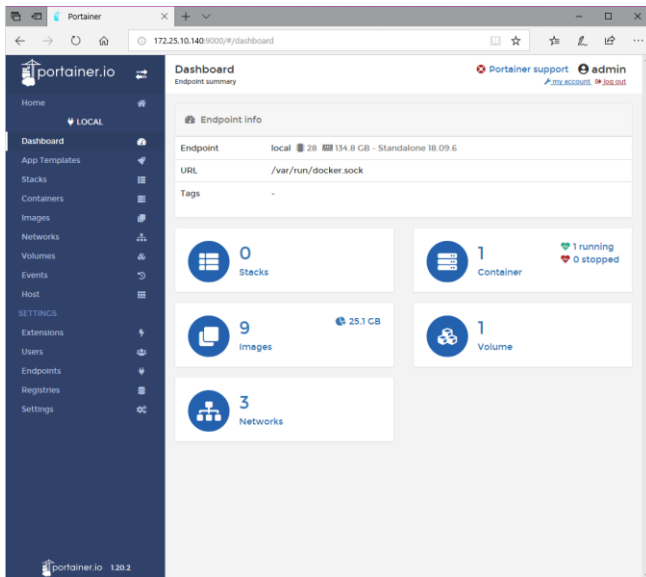 Portainer
172.25.10.140:9000/#/dashboard
portainer.io
Home
LOCAL
Dashboard
App Templates
Stacks
Containers
Images
Networks
Volumes
Events
Host
SETTINGS
Extensions
Users
Endpoints
Registries
Settings
portainer.io 1.20.2
Dashboard
Endpoint summary
Portainer support admin
my account log out
Endpoint info
Endpoint local 28 134.8 GB - Standalone 18.09.6
URL /var/run/docker.sock
Tags -
0
Stacks
1
Container
1 running
0 stopped
9
Images
25.1 GB
1
Volume
3
Networks